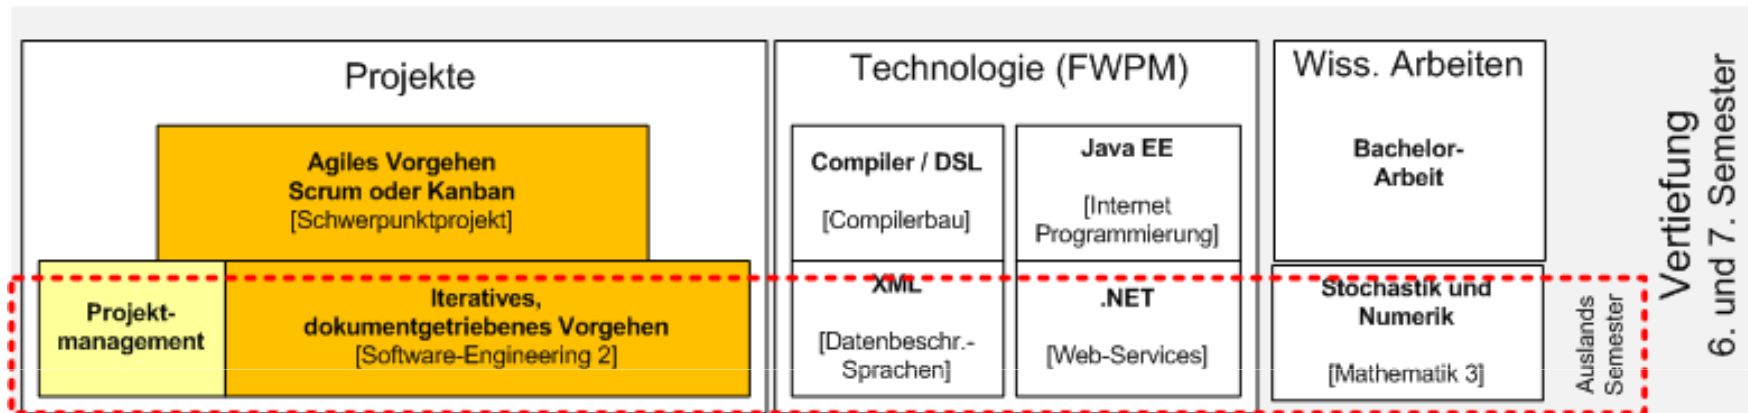 Projekte
Agiles Vorgehen
Scrum oder Kanban
[Schwerpunktprojekt]
Projekt-
management
Iteratives,
dokumentgetriebenes Vorgehen
[Software-Engineering 2]
Technologie (FWPM)
Compiler / DSL
[Compilerbau]
Java EE
[Internet
Programmierung]
XML
[Datenbeschr.-
Sprachen]
.NET
[Web-Services]
Wiss. Arbeiten
Bachelor-
Arbeit
Stochastik und
Numerik
[Mathematik 3]
Auslands
Semester
Vertiefung
6. und 7. Semester